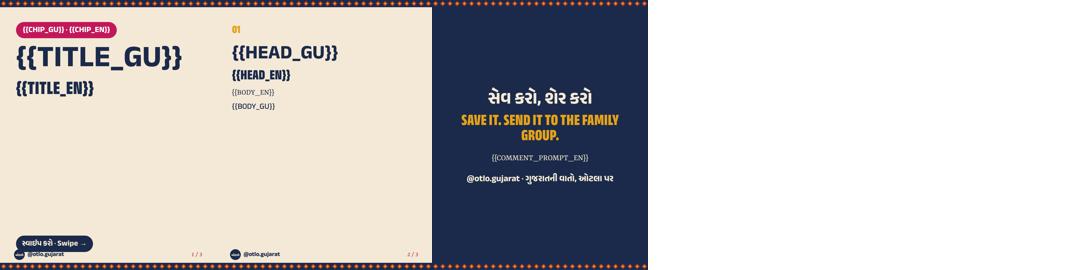 {{CHIP_GU}} · {{CHIP_EN}}
{{TITLE_GU}}
{{TITLE_EN}}
સ્વાઈપ કરો · Swipe →
@otlo.gujarat
1 / 3
01
{{HEAD_GU}}
{{HEAD_EN}}
{{BODY_EN}}
{{BODY_GU}}
@otlo.gujarat
2 / 3
સેવ કરો, શેર કરો
SAVE IT. SEND IT TO THE FAMILY
GROUP.
{{COMMENT_PROMPT_EN}}
@otlo.gujarat · ગુજરાતની વાતો, ઓટલા પર